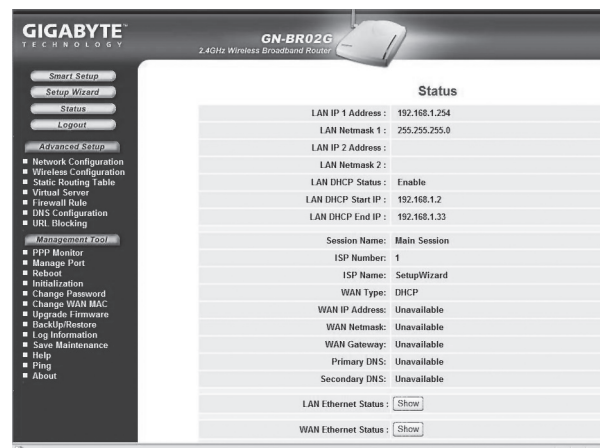 GIGABYTE™
TECHNOLOGY
GN-BR02G
2.4GHz Wireless Broadband Router
Smart Setup
Setup Wizard
Status
Logout
Advanced Setup
Network Configuration
Wireless Configuration
Static Routing Table
Virtual Server
Firewall Rule
DNS Configuration
URL Blocking
Management Tool
PPP Monitor
Manage Port
Reboot
Initialization
Change Password
Change WAN MAC
Upgrade Firmware
BackUp/Restore
Log Information
Save Maintenance
Help
Ping
About
Status
LAN IP 1 Address : 192.168.1.254
LAN Netmask 1 : 255.255.255.0
LAN IP 2 Address :
LAN Netmask 2 :
LAN DHCP Status : Enable
LAN DHCP Start IP : 192.168.1.2
LAN DHCP End IP : 192.168.1.33
Session Name: Main Session
ISP Number: 1
ISP Name: SetupWizard
WAN Type: DHCP
WAN IP Address: Unavailable
WAN Netmask: Unavailable
WAN Gateway: Unavailable
Primary DNS: Unavailable
Secondary DNS: Unavailable
LAN Ethernet Status : Show
WAN Ethernet Status : Show